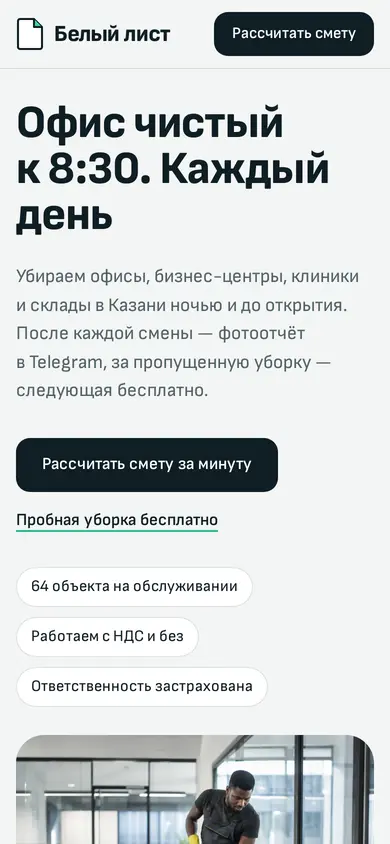 Белый лист
Рассчитать смету
Офис чистый
к 8:30. Каждый
день
Убираем офисы, бизнес-центры, клиники
и склады в Казани ночью и до открытия.
После каждой смены — фотоотчёт
в Telegram, за пропущенную уборку —
следующая бесплатно.
Рассчитать смету за минуту
Пробная уборка бесплатно
64 объекта на обслуживании
Работаем с НДС и без
Ответственность застрахована